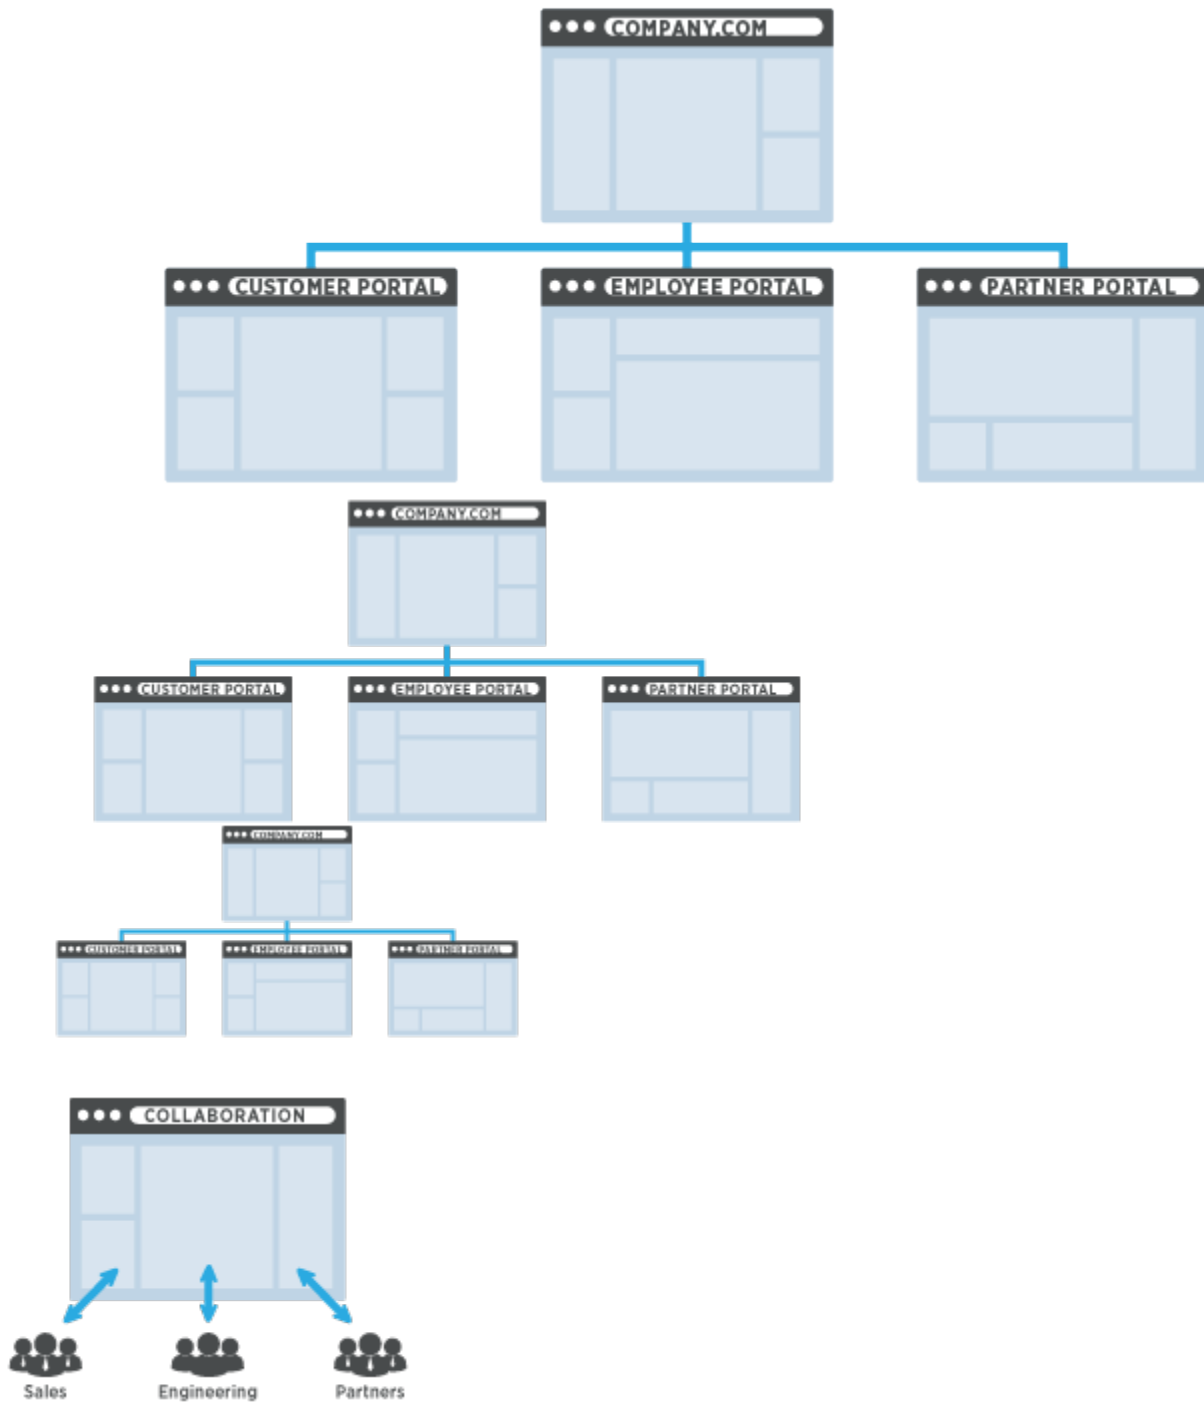 COMPANY.COM
CUSTOMER PORTAL
EMPLOYEE PORTAL
PARTNER PORTAL
COMPANY.COM
CUSTOMER PORTAL
EMPLOYEE PORTAL
PARTNER PORTAL
COMPANY.COM
CUSTOMER PORTAL
EMPLOYEE PORTAL
PARTNER PORTAL
COLLABORATION
Sales
Engineering
Partners